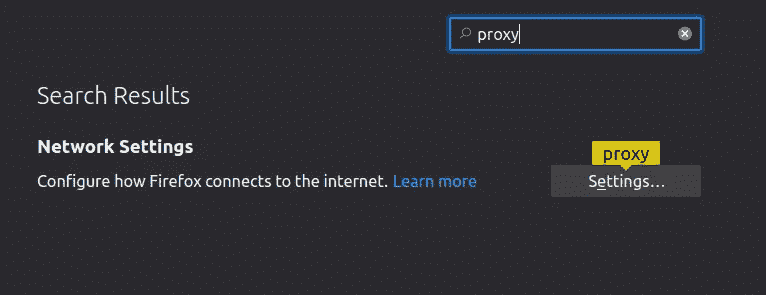 proxy
Search Results
Network Settings
proxy
Configure how Firefox connects to the internet. Learn more
Settings...